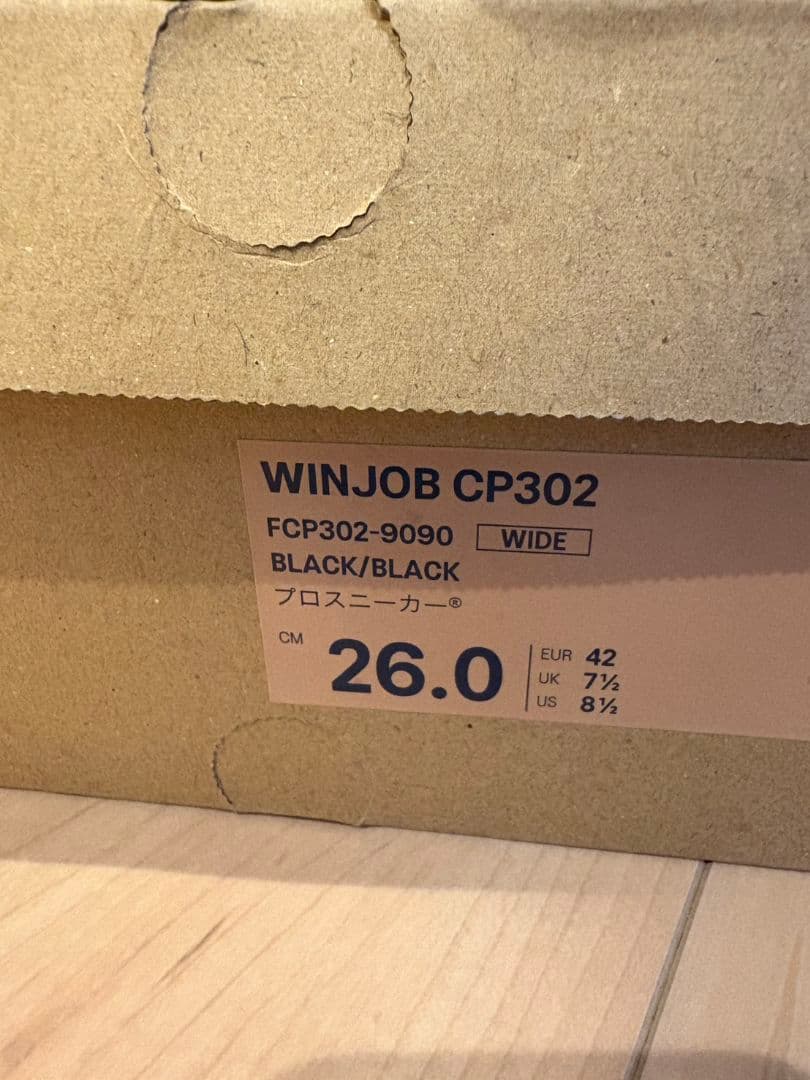 WINJOB CP302
FCP302-9090 WIDE
BLACK/BLACK
プロスニーカー®
CM 26.0
EUR 42
UK 7½
US 8½